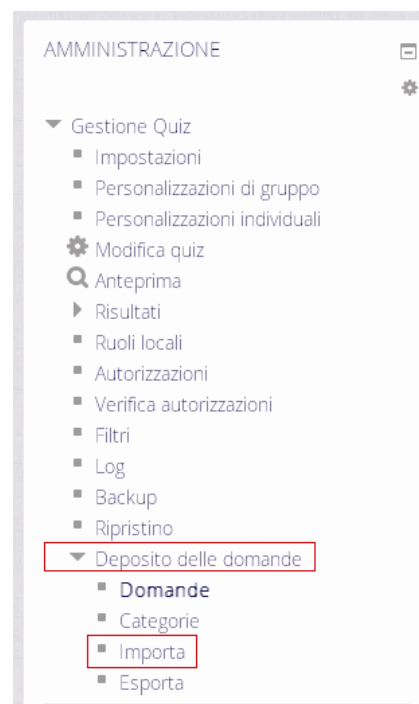 AMMINISTRAZIONE
Gestione Quiz
Impostazioni
Personalizzazioni di gruppo
Personalizzazioni individuali
Modifica quiz
Anteprima
Risultati
Ruoli locali
Autorizzazioni
Verifica autorizzazioni
Filtri
Log
Backup
Ripristino
Deposito delle domande
Domande
Categorie
Importa
Esporta